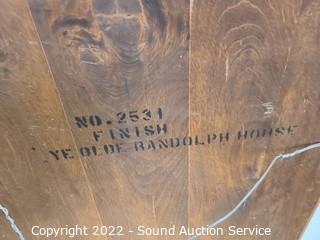 NO. 2531
FINISH
YE OLDE RANDOLPH HOUSE
Copyright 2022 - Sound Auction Service